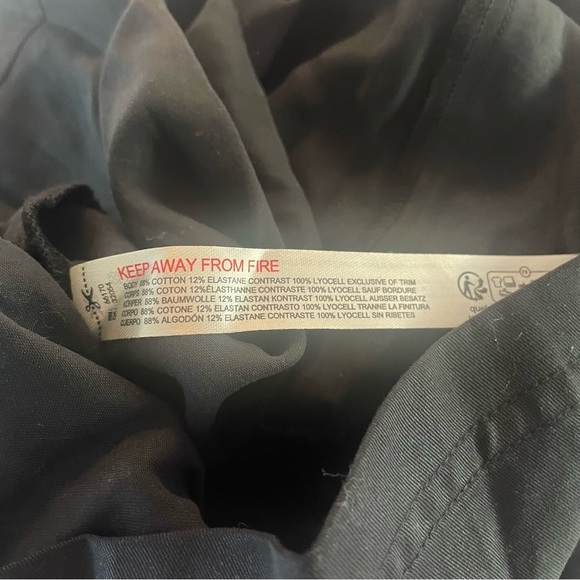 KEEP AWAY FROM FIRE
BODY 88% COTTON 12% ELASTANE CONTRAST 100% LYOCELL EXCLUSIVE OF TRIM
CORPS 88% COTON 12%ÉLASTHANNE CONTRASTE 100% LYOCELL SAUF BORDURE
KÖRPER 88% BAUMWOLLE 12% ELASTAN KONTRAST 100% LYOCELL AUSSER BESATZ
CORPO 88% COTONE 12% ELASTAN CONTRASTO 100% LYOCELL TRANNE LA FINITURA
CUERPO 88% ALGODÓN 12% ELASTANE CONTRASTE 100% LYOCELL SIN RIBETES